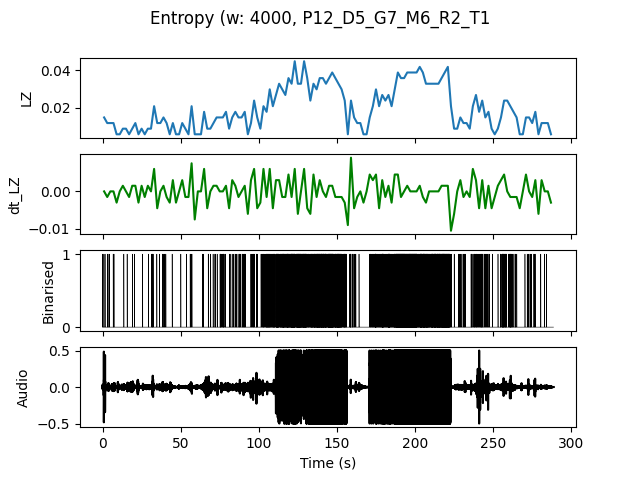 Entropy (w: 4000, P12_D5_G7_M6_R2_T1
LZ
0.04
0.02
dt_LZ
0.00
−0.01
Binarised
1
0
Audio
0.5
0.0
−0.5
0 50 100 150 200 250 300
Time (s)